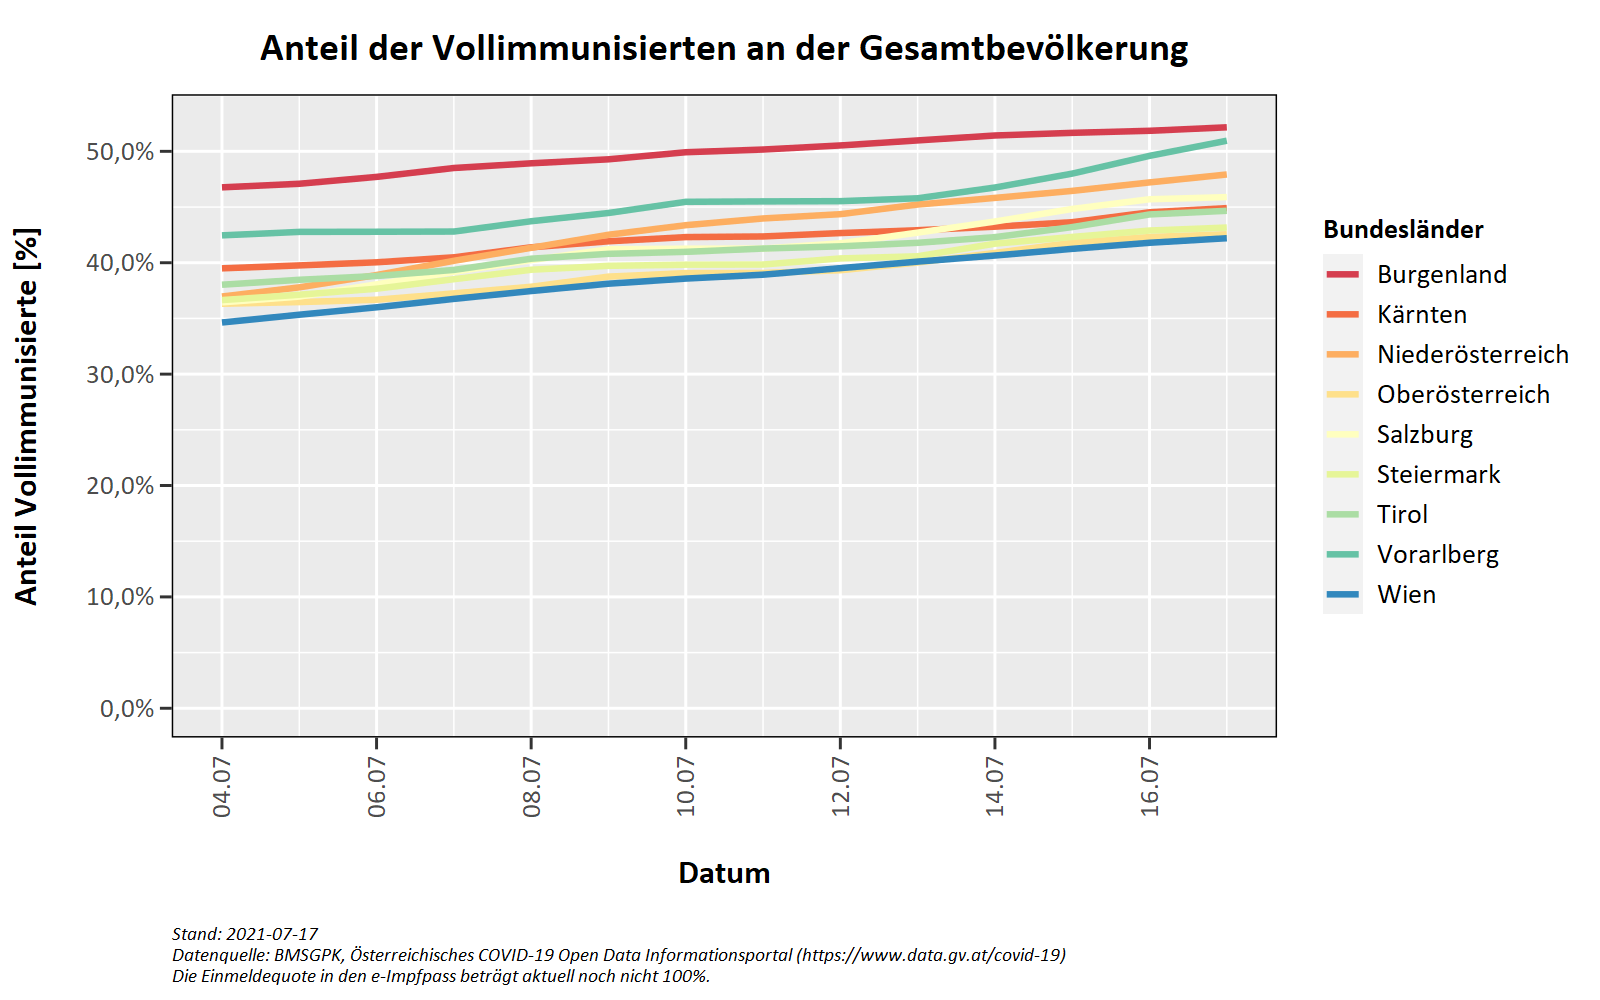 Anteil der Vollimmunisierten an der Gesamtbevölkerung
Anteil Vollimmunisierte [%]
50,0%
40,0%
30,0%
20,0%
10,0%
0,0%
04.07
06.07
08.07
10.07
12.07
14.07
16.07
Datum
Bundesländer
Burgenland
Kärnten
Niederösterreich
Oberösterreich
Salzburg
Steiermark
Tirol
Vorarlberg
Wien
Stand: 2021-07-17
Datenquelle: BMSGPK, Österreichisches COVID-19 Open Data Informationsportal (https://www.data.gv.at/covid-19)
Die Einmeldequote in den e-Impfpass beträgt aktuell noch nicht 100%.